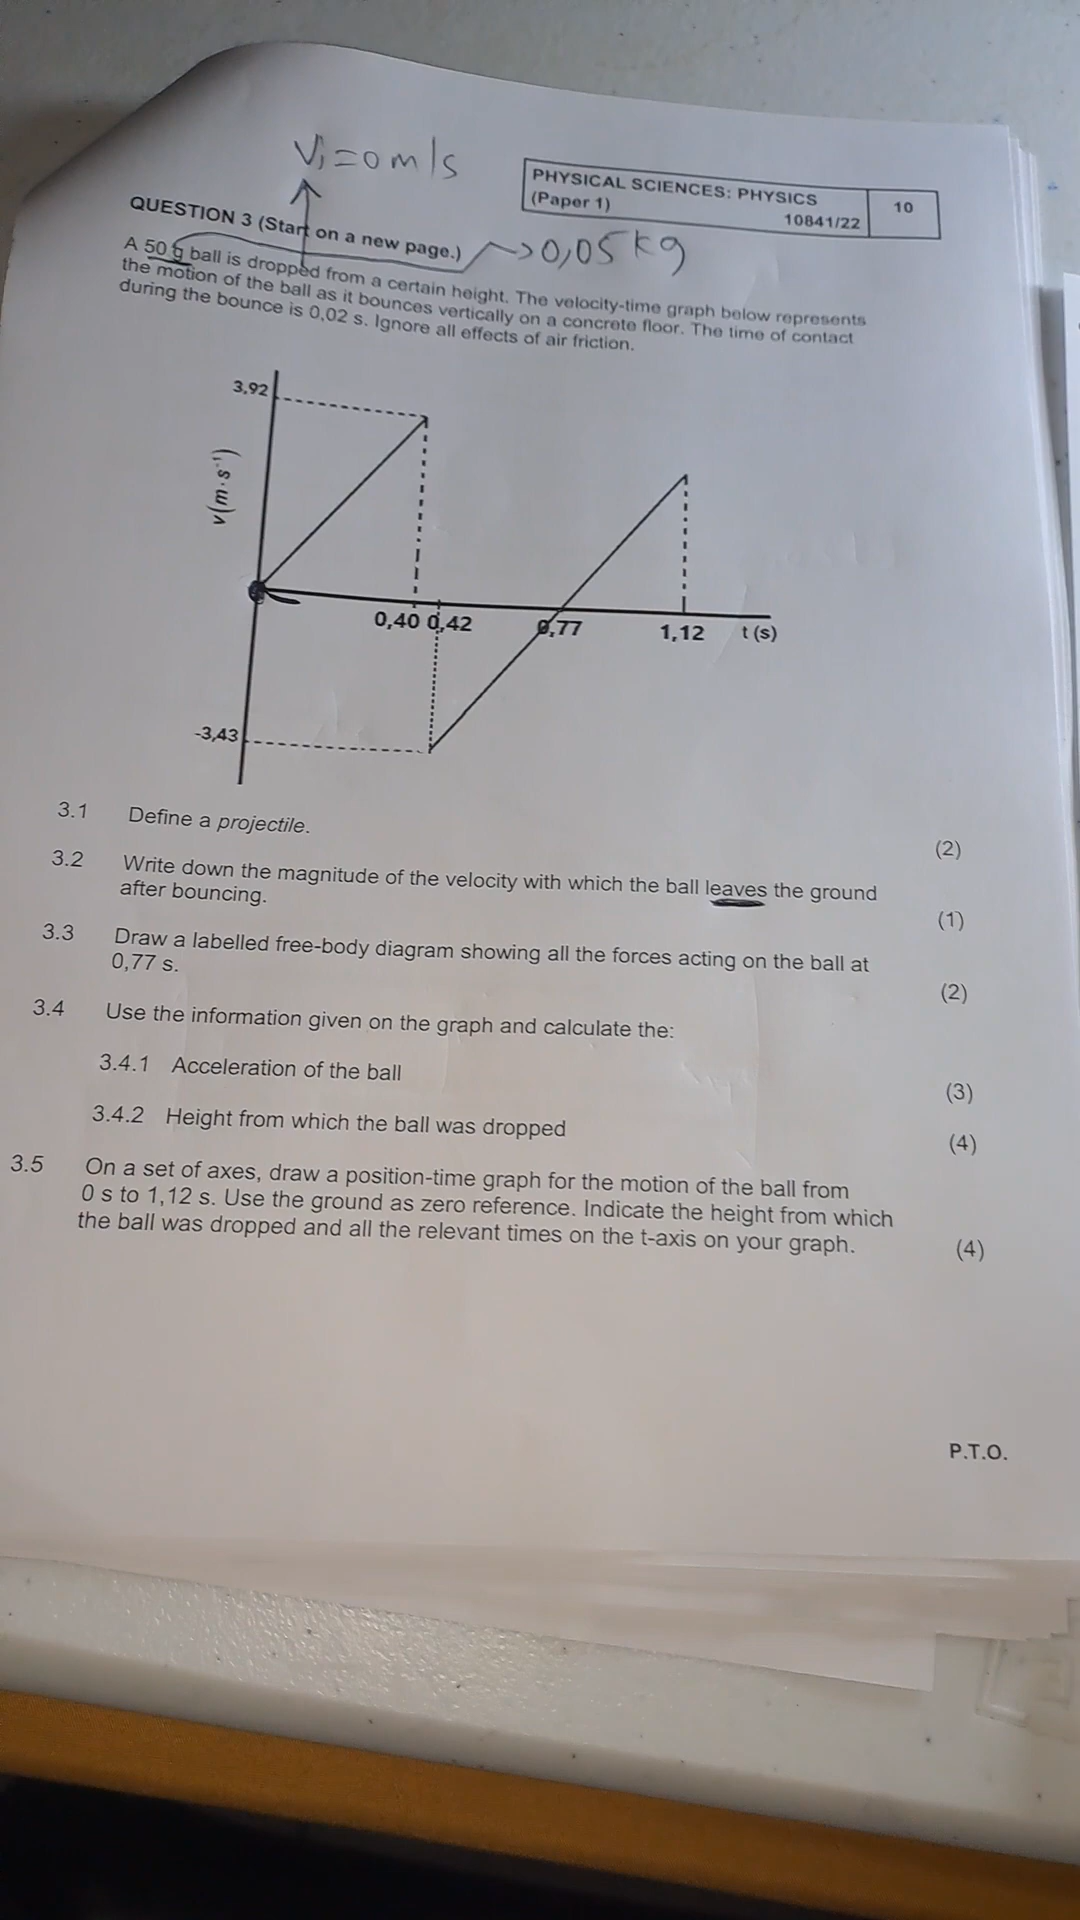 Vi=0 m/s
PHYSICAL SCIENCES: PHYSICS
(Paper 1) 10841/22
10
QUESTION 3 (Start on a new page.)
→0,05 kg
A 50 g ball is dropped from a certain height. The velocity-time graph below represents
the motion of the ball as it bounces vertically on a concrete floor. The time of contact
during the bounce is 0,02 s. Ignore all effects of air friction.
3,92
v(m·s⁻¹)
0,40 0,42 0,77 1,12 t (s)
-3,43
3.1 Define a projectile. (2)
3.2 Write down the magnitude of the velocity with which the ball leaves the ground
after bouncing. (1)
3.3 Draw a labelled free-body diagram showing all the forces acting on the ball at
0,77 s. (2)
3.4 Use the information given on the graph and calculate the:
3.4.1 Acceleration of the ball (3)
3.4.2 Height from which the ball was dropped (4)
3.5 On a set of axes, draw a position-time graph for the motion of the ball from
0 s to 1,12 s. Use the ground as zero reference. Indicate the height from which
the ball was dropped and all the relevant times on the t-axis on your graph. (4)
P.T.O.